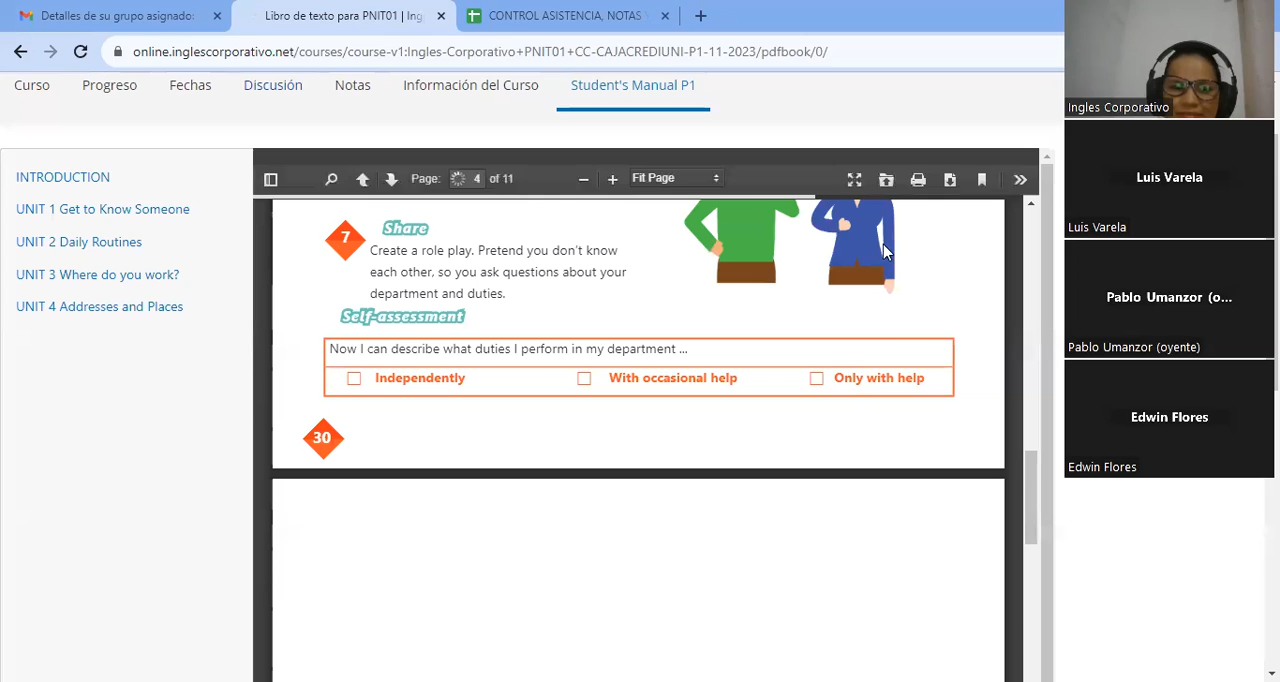 Detalles de su grupo asignado:
Libro de texto para PNIT01 | Ing
CONTROL ASISTENCIA, NOTAS
online.inglescorporativo.net/courses/course-v1:Ingles-Corporativo+PNIT01+CC-CAJACREDIUNI-P1-11-2023/pdfbook/0/
Curso Progreso Fechas Discusión Notas Información del Curso Student's Manual P1
INTRODUCTION
UNIT 1 Get to Know Someone
UNIT 2 Daily Routines
UNIT 3 Where do you work?
UNIT 4 Addresses and Places
Page: 4 of 11 Fit Page
7 Share
Create a role play. Pretend you don't know
each other, so you ask questions about your
department and duties.
Self-assessment
Now I can describe what duties I perform in my department ...
Independently With occasional help Only with help
30
Ingles Corporativo
Luis Varela
Luis Varela
Pablo Umanzor (o...
Pablo Umanzor (oyente)
Edwin Flores
Edwin Flores